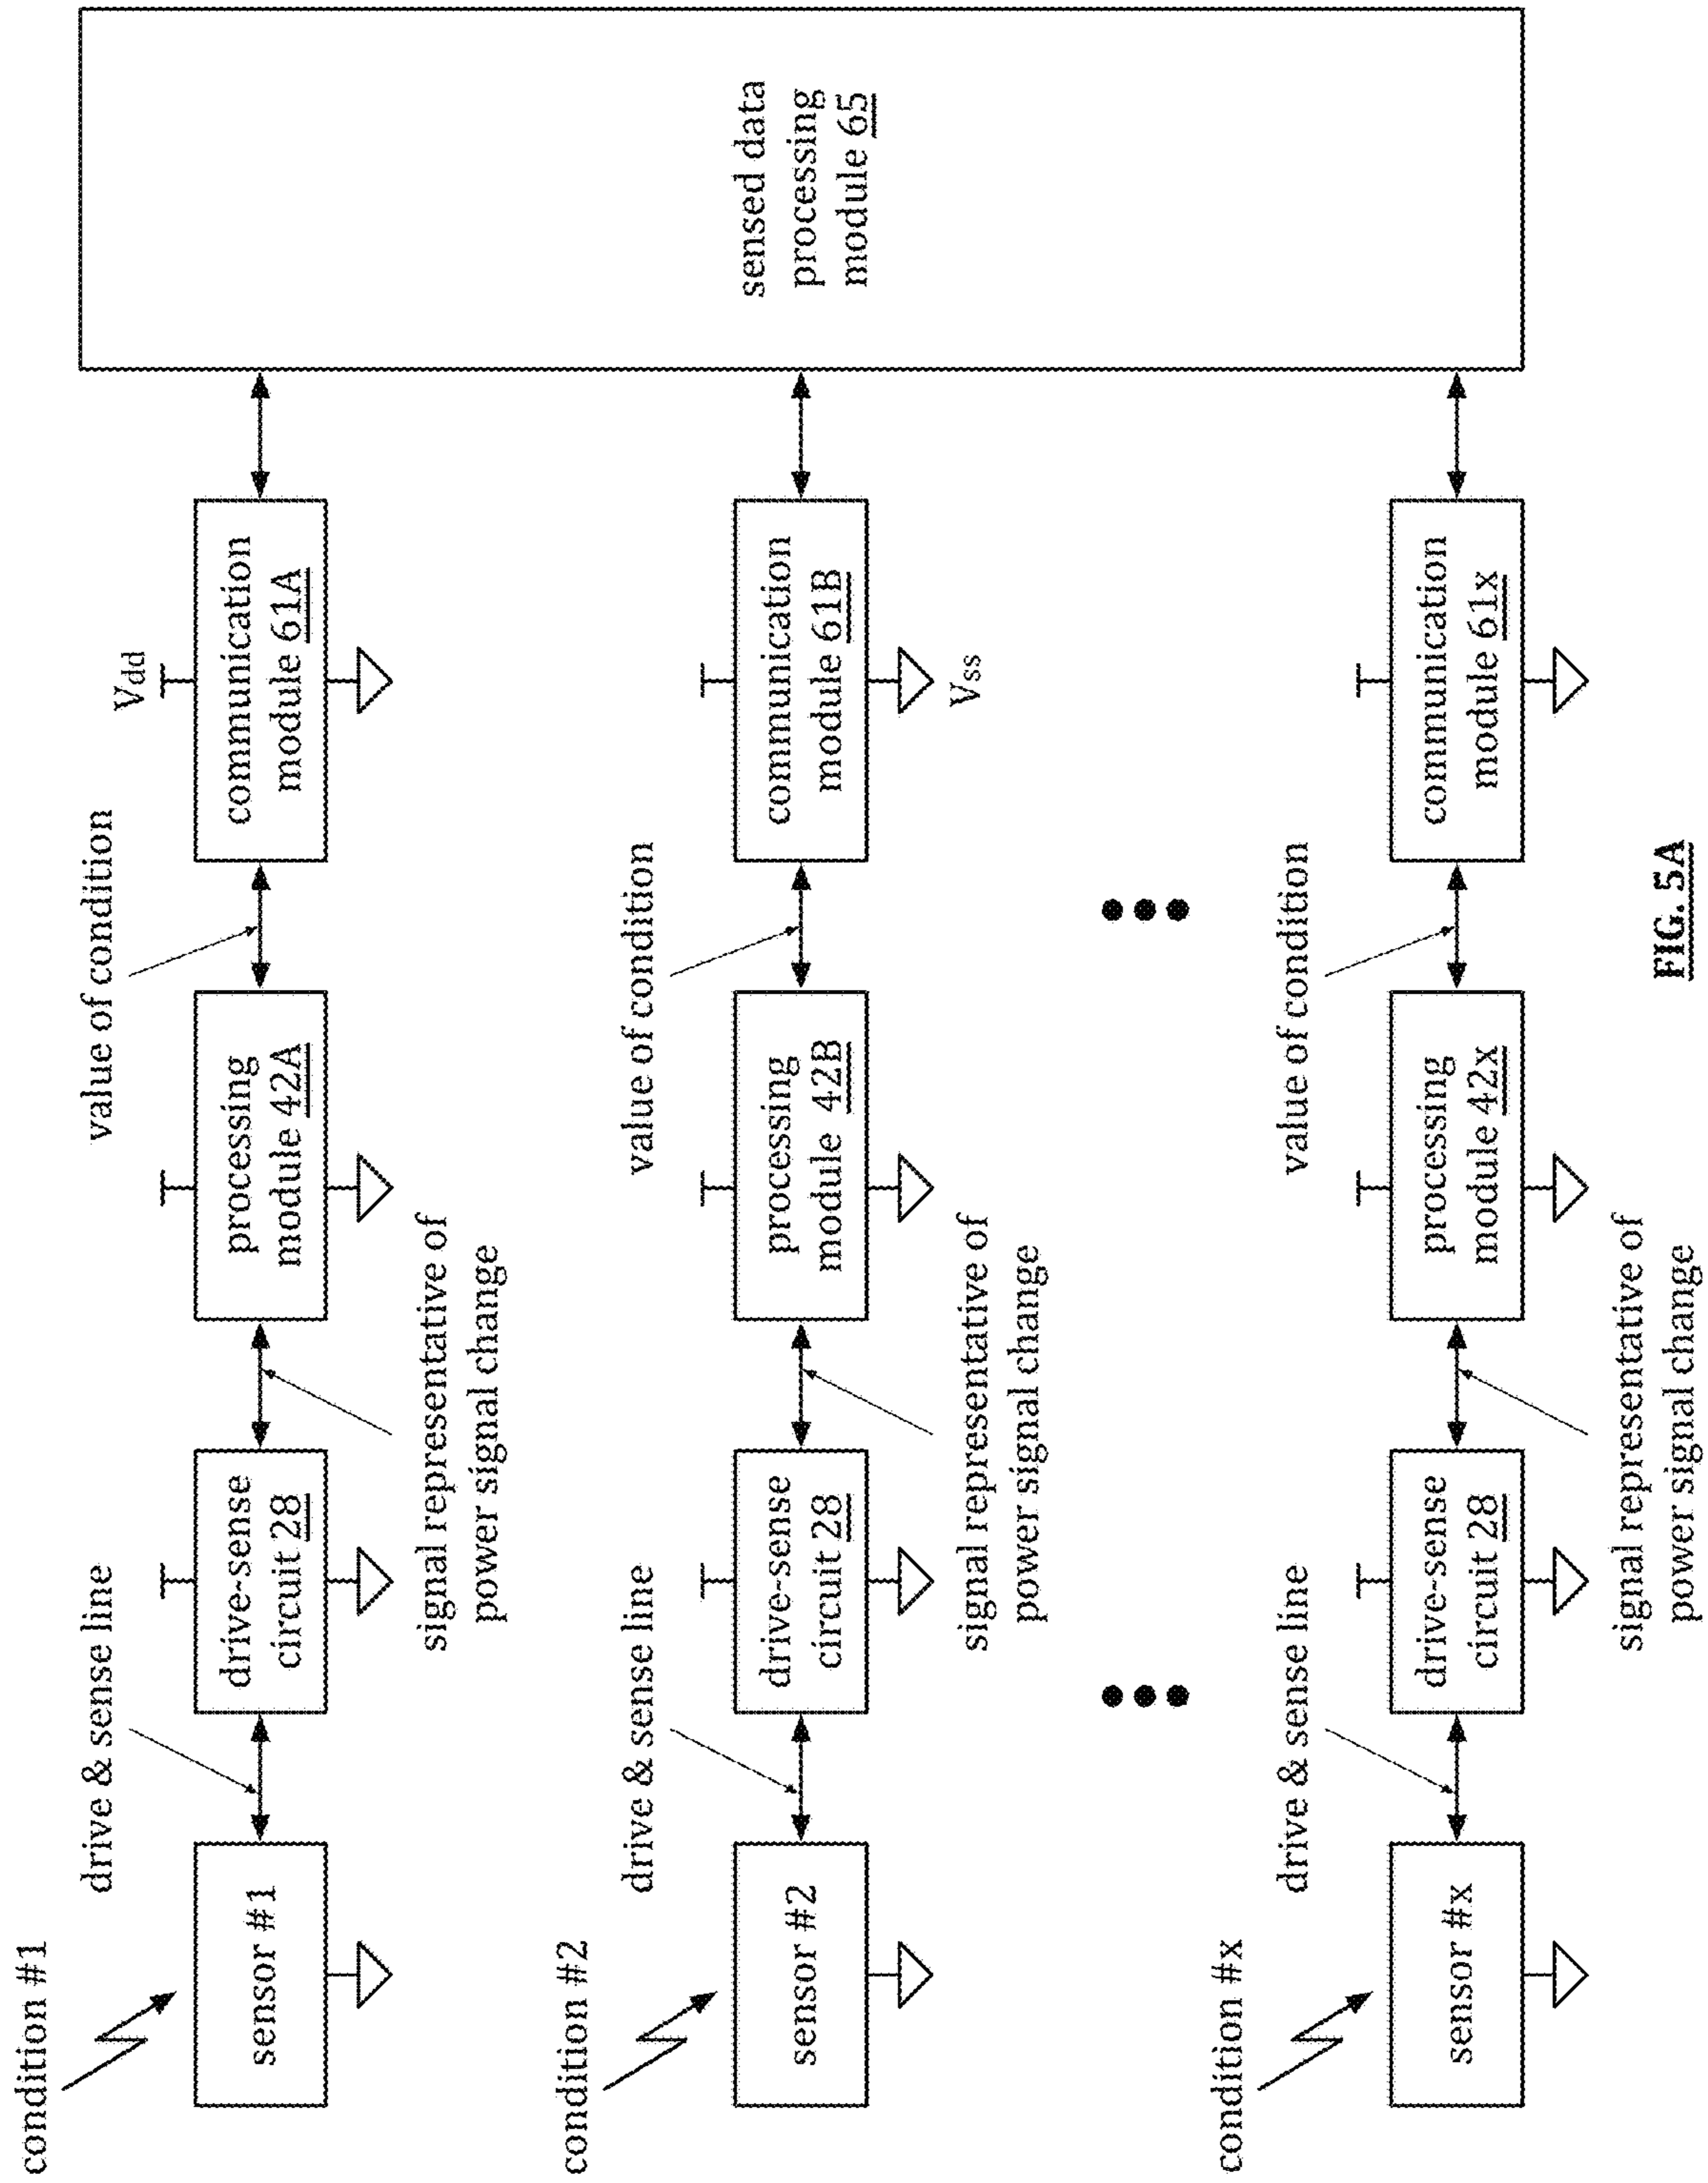 condition #1
drive & sense line
value of condition
Vdd
sensor #1
drive-sense
circuit 28
processing
module 42A
communication
module 61A
signal representative of
power signal change
condition #2
drive & sense line
value of condition
sensor #2
drive-sense
circuit 28
processing
module 42B
communication
module 61B
Vss
signal representative of
power signal change
sensed data
processing
module 65
condition #x
drive & sense line
value of condition
sensor #x
drive-sense
circuit 28
processing
module 42x
communication
module 61x
signal representative of
power signal change
FIG. 5A